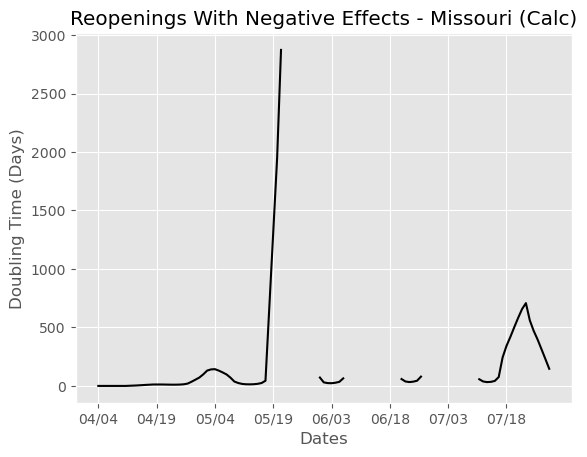 Reopenings With Negative Effects - Missouri (Calc)
3000
2500
2000
1500
1000
500
0
Doubling Time (Days)
04/04 04/19 05/04 05/19 06/03 06/18 07/03 07/18
Dates